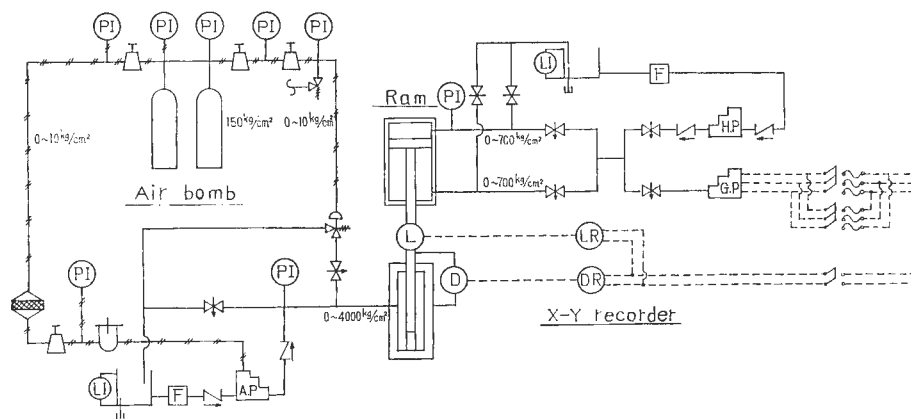 PI PI PI PI PI
LI
F
Ram
PI
150kg/cm² 0~10kg/cm²
0~10kg/cm²
0~700kg/cm²
H.P
0~700kg/cm²
G.P
Air bomb
L
LR
PI
PI
D
DR
0~4000kg/cm²
X-Y recorder
LI
F
A.P